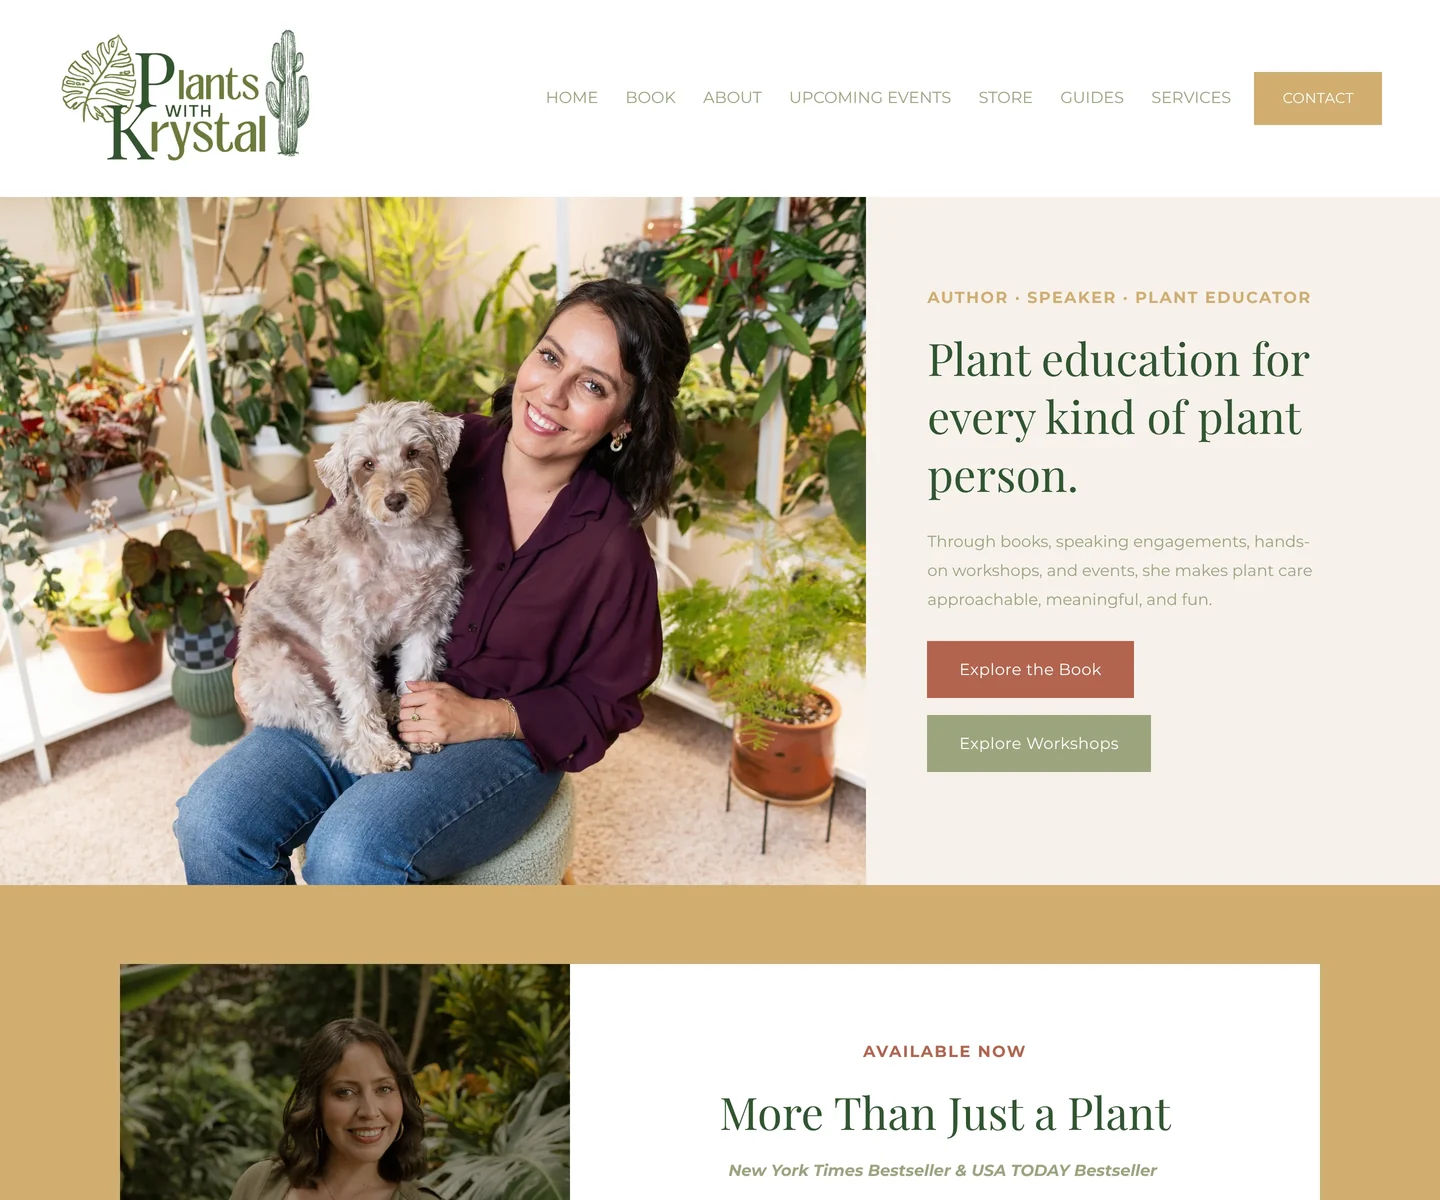 Plants
WITH
Krystal
HOME BOOK ABOUT UPCOMING EVENTS STORE GUIDES SERVICES CONTACT
AUTHOR · SPEAKER · PLANT EDUCATOR
Plant education for
every kind of plant
person.
Through books, speaking engagements, hands-
on workshops, and events, she makes plant care
approachable, meaningful, and fun.
Explore the Book
Explore Workshops
AVAILABLE NOW
More Than Just a Plant
New York Times Bestseller & USA TODAY Bestseller